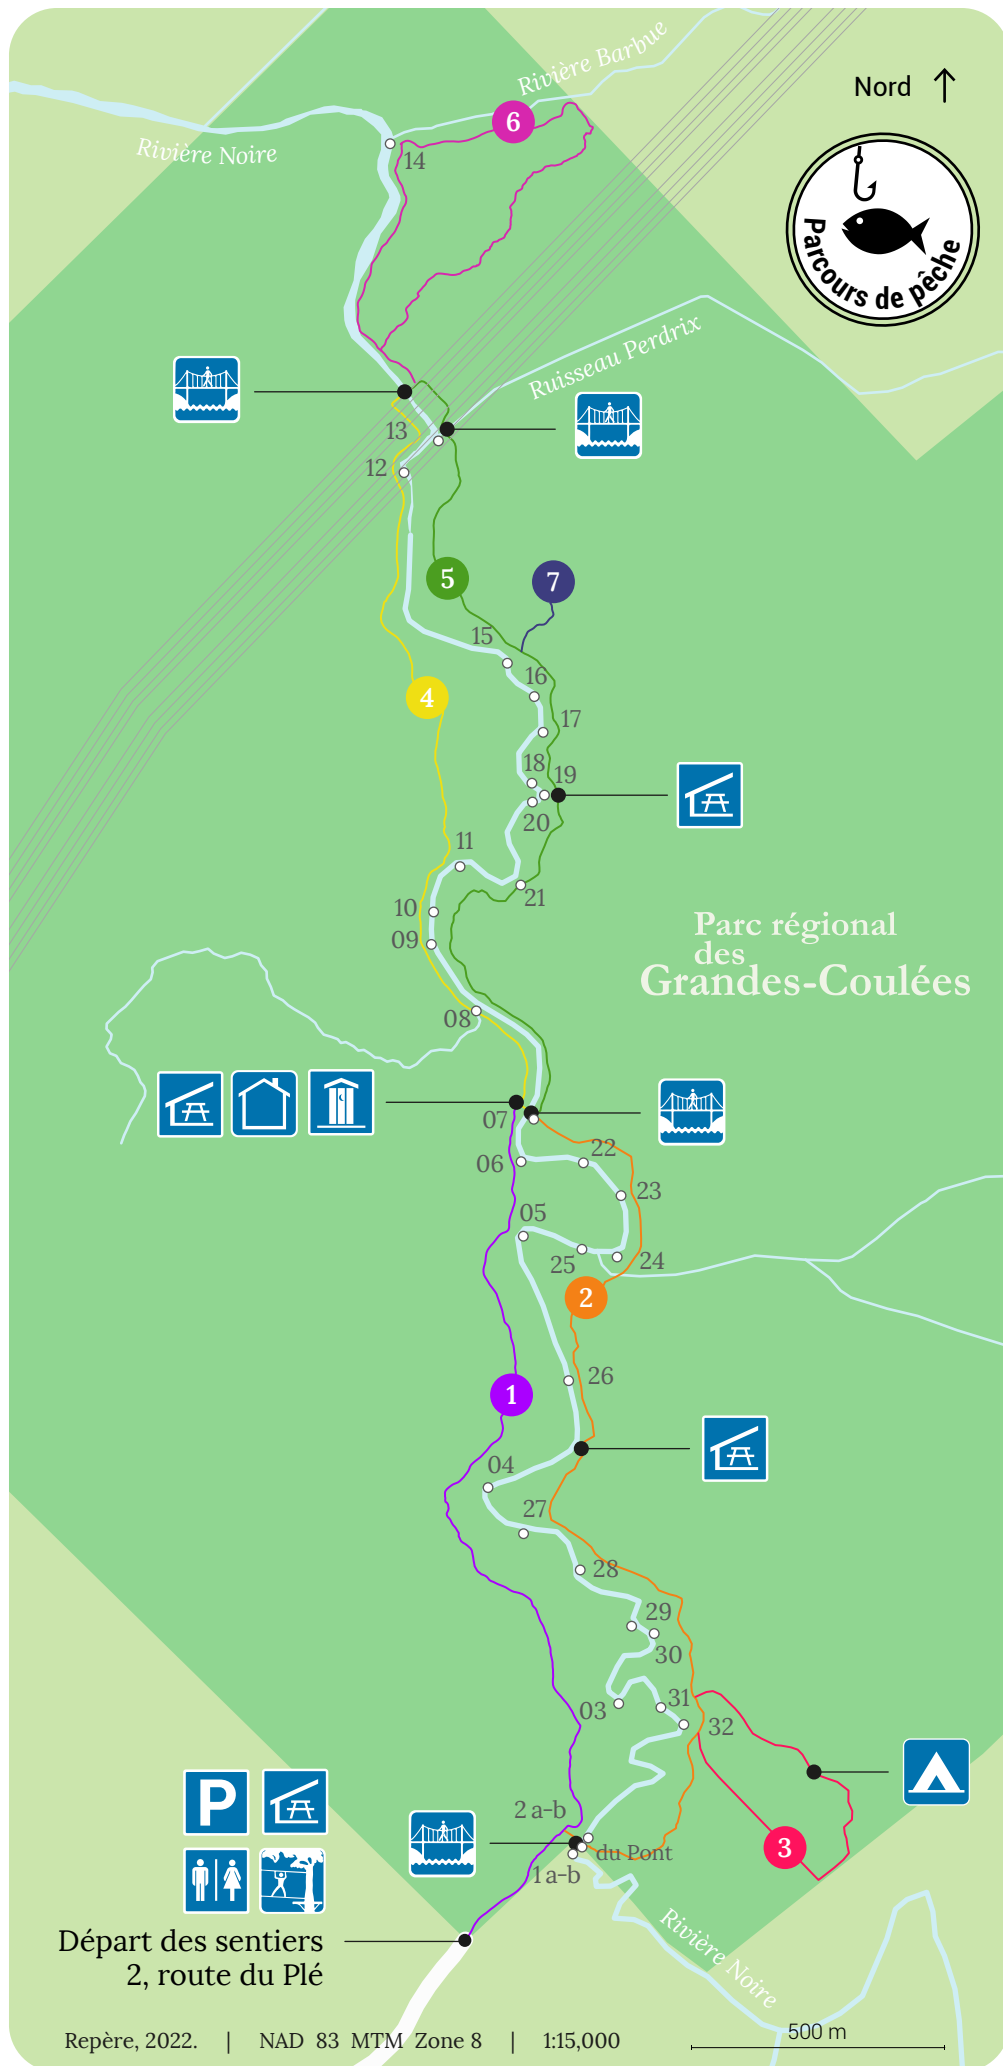 Nord
Rivière Barbue
6
Rivière Noire
14
Parcours de pêche
Ruisseau Perdrix
13
12
5
7
15
16
4
17
18
19
20
11
21
10
09
Parc régional
des
Grandes-Coulées
08
07
06
22
23
05
25
24
2
26
1
04
27
28
29
30
03
31
32
P
2 a-b
du Pont
3
1 a-b
Départ des sentiers
2, route du Plé
Rivière Noire
Repère, 2022. | NAD 83 MTM Zone 8 | 1:15,000
500 m